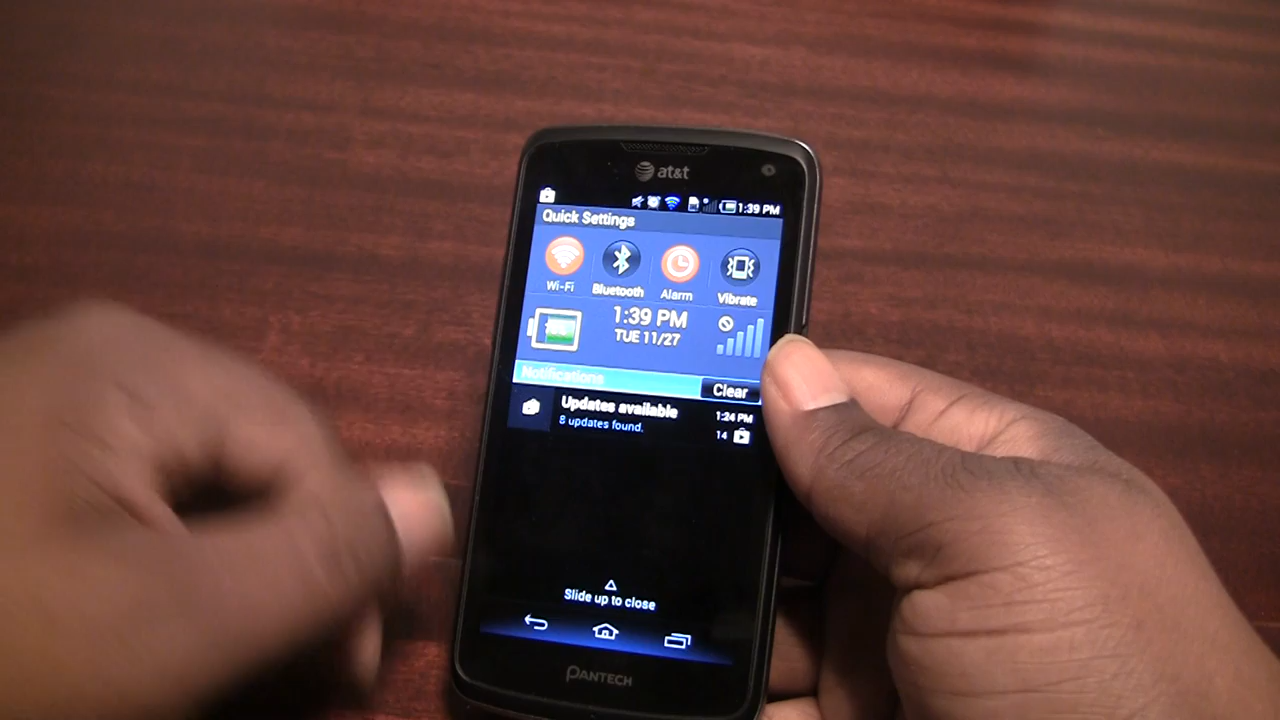 at&t
1:39 PM
Quick Settings
Wi-Fi Bluetooth Alarm Vibrate
1:39 PM
TUE 11/27
Notifications Clear
Updates available 1:24 PM
8 updates found. 14
Slide up to close
PANTECH